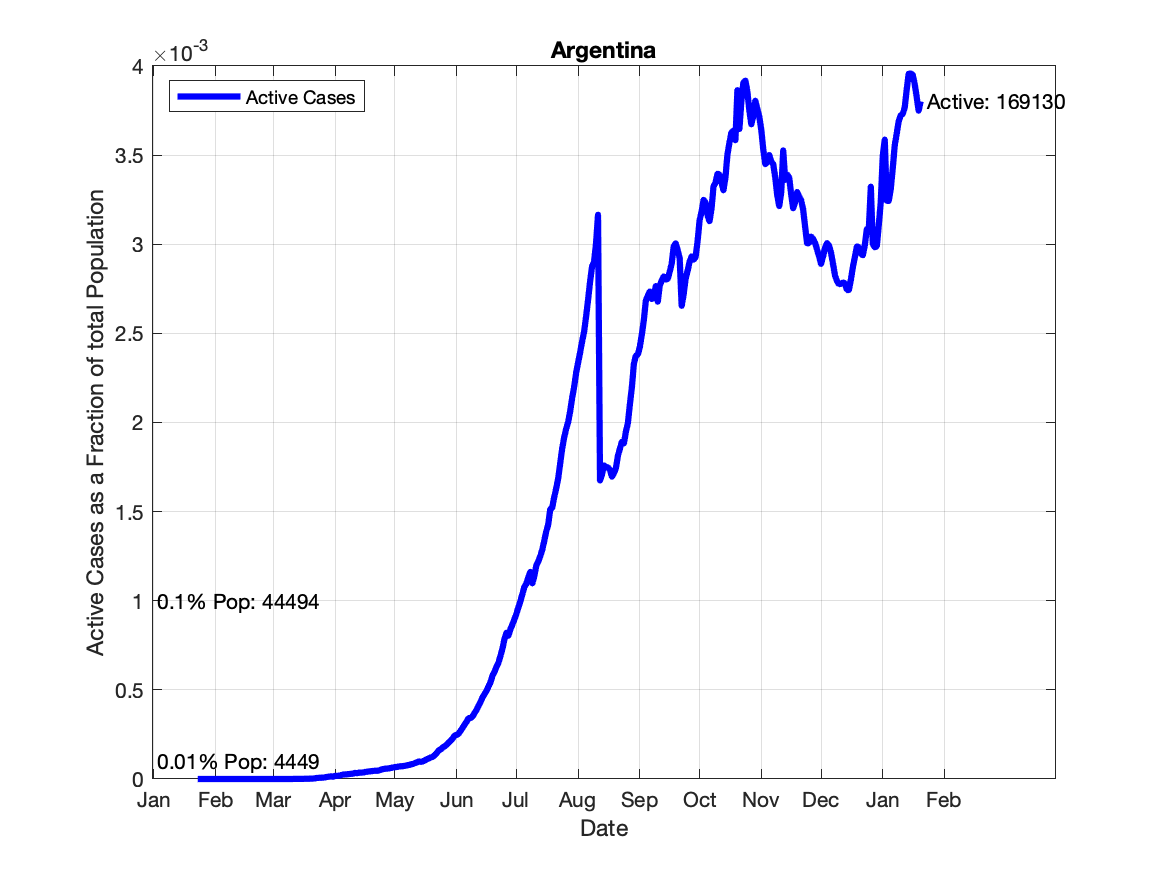 Argentina
×10-3
Active Cases
4
3.5
3
2.5
2
1.5
1
0.5
0
Active Cases as a Fraction of total Population
Active: 169130
0.1% Pop: 44494
0.01% Pop: 4449
Jan Feb Mar Apr May Jun Jul Aug Sep Oct Nov Dec Jan Feb
Date